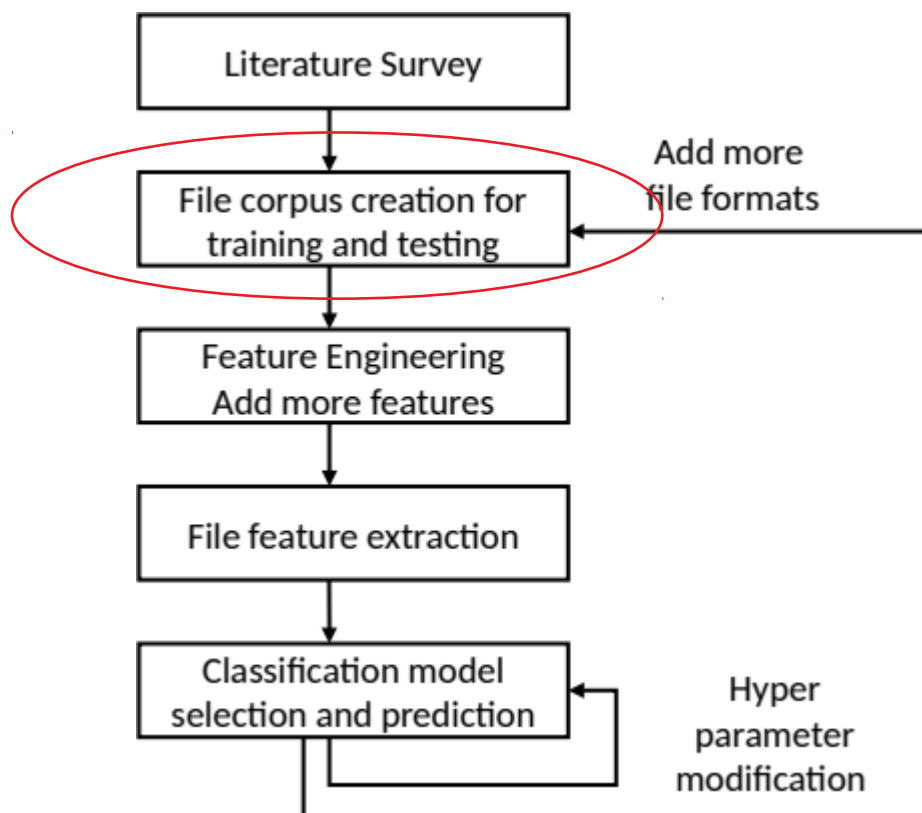 Literature Survey
File corpus creation for
training and testing
Add more
file formats
Feature Engineering
Add more features
File feature extraction
Classification model
selection and prediction
Hyper
parameter
modification